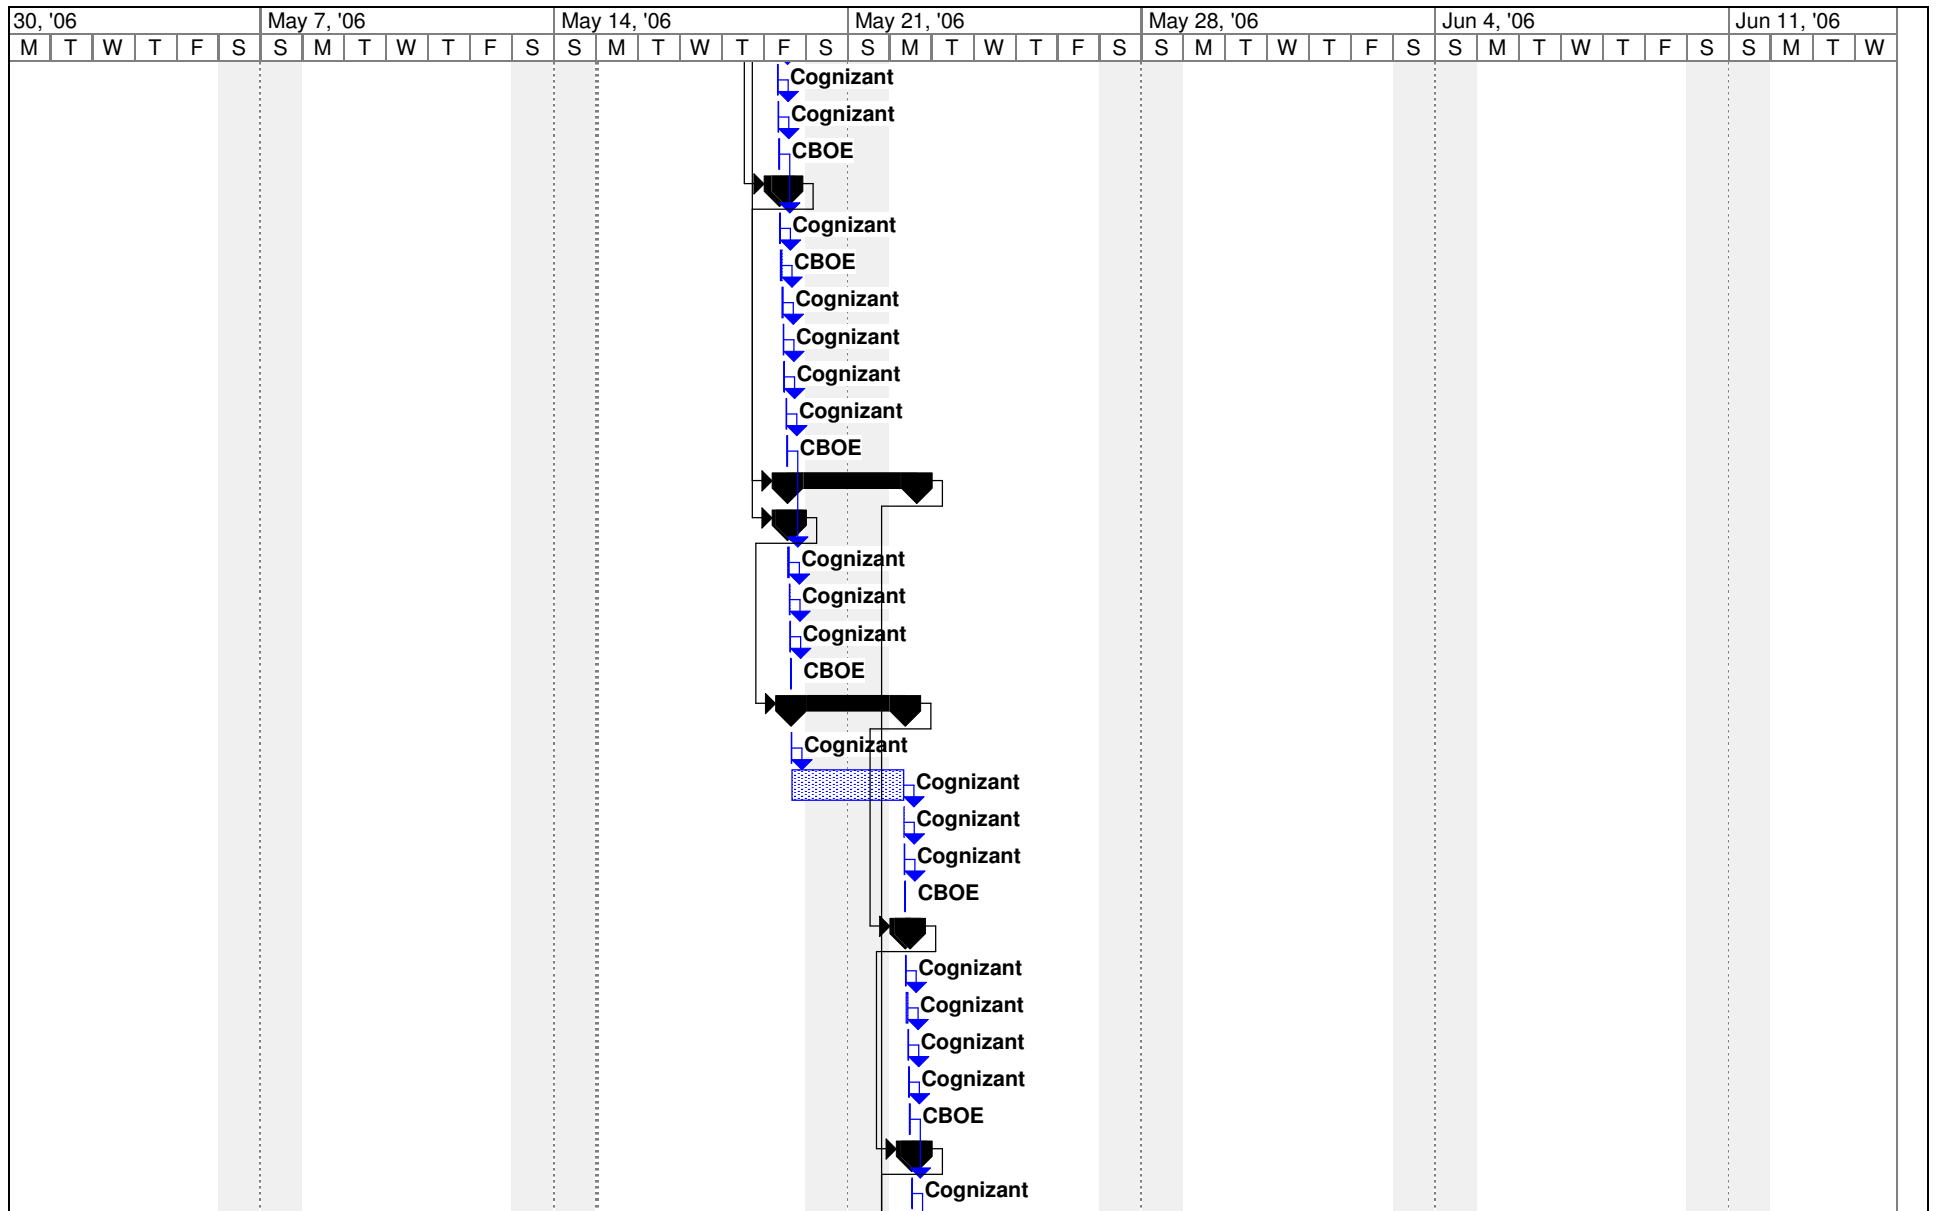 30, '06 May 7, '06 May 14, '06 May 21, '06 May 28, '06 Jun 4, '06 Jun 11, '06
M T W T F S S M T W T F S S M T W T F S S M T W T F S S M T W T F S S M T W T F S S M T W
Cognizant
Cognizant
CBOE
Cognizant
CBOE
Cognizant
Cognizant
Cognizant
Cognizant
CBOE
Cognizant
Cognizant
Cognizant
CBOE
Cognizant
Cognizant
Cognizant
Cognizant
CBOE
Cognizant
Cognizant
Cognizant
Cognizant
CBOE
Cognizant